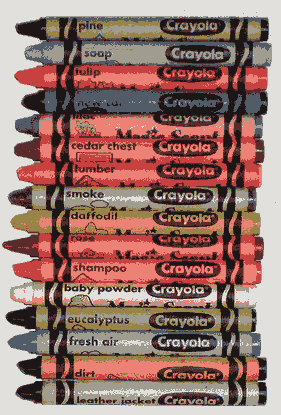 pine Crayola
soap Crayola
tulip Crayola
Crayola
lilac Crayola
cedar chest Crayola
lumber Crayola
smoke Crayola
daffodil Crayola
rose Crayola
shampoo Crayola
baby powder Crayola
eucalyptus Crayola
fresh air Crayola
dirt Crayola
leather jacket Crayola